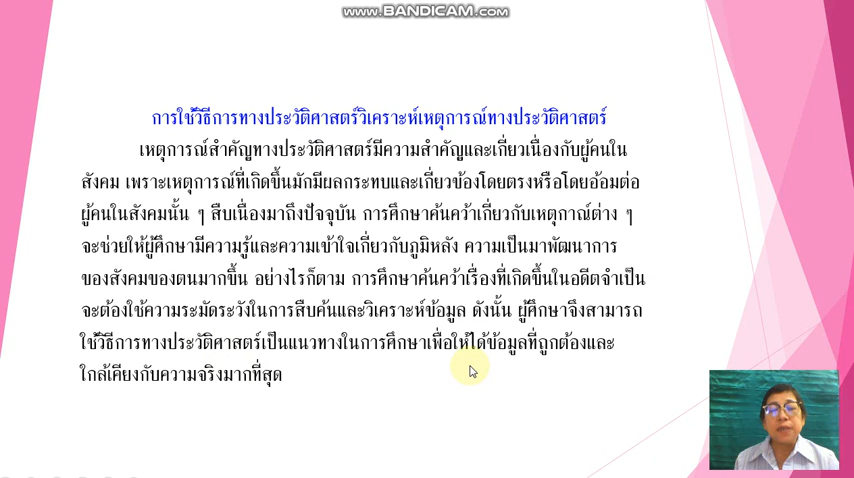 www.BANDICAM.com
การใช้วิธีการทางประวัติศาสตร์วิเคราะห์เหตุการณ์ทางประวัติศาสตร์
เหตุการณ์สำคัญทางประวัติศาสตร์มีความสำคัญและเกี่ยวเนื่องกับผู้คนใน
สังคม เพราะเหตุการณ์ที่เกิดขึ้นมักมีผลกระทบและเกี่ยวข้องโดยตรงหรือโดยอ้อมต่อ
ผู้คนในสังคมนั้น ๆ สืบเนื่องมาถึงปัจจุบัน การศึกษาค้นคว้าเกี่ยวกับเหตุกาณ์ต่าง ๆ
จะช่วยให้ผู้ศึกษามีความรู้และความเข้าใจเกี่ยวกับภูมิหลัง ความเป็นมาพัฒนาการ
ของสังคมของตนมากขึ้น อย่างไรก็ตาม การศึกษาค้นคว้าเรื่องที่เกิดขึ้นในอดีตจำเป็น
จะต้องใช้ความระมัดระวังในการสืบค้นและวิเคราะห์ข้อมูล ดังนั้น ผู้ศึกษาจึงสามารถ
ใช้วิธีการทางประวัติศาสตร์เป็นแนวทางในการศึกษาเพื่อให้ได้ข้อมูลที่ถูกต้องและ
ใกล้เคียงกับความจริงมากที่สุด